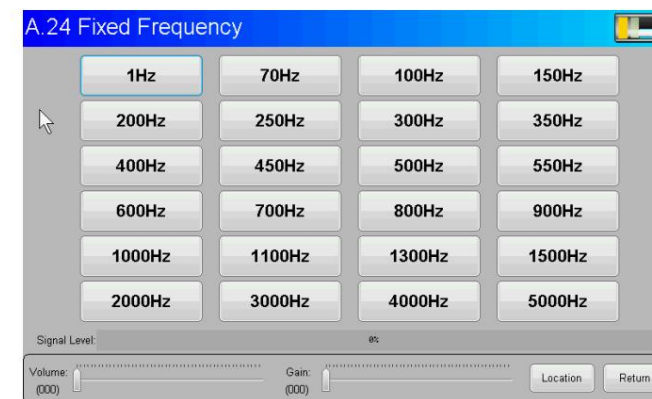 A.24 Fixed Frequency
1Hz 70Hz 100Hz 150Hz
200Hz 250Hz 300Hz 350Hz
400Hz 450Hz 500Hz 550Hz
600Hz 700Hz 800Hz 900Hz
1000Hz 1100Hz 1300Hz 1500Hz
2000Hz 3000Hz 4000Hz 5000Hz
Signal Level: 0%
Volume: Gain: Location Return
(000) (000)